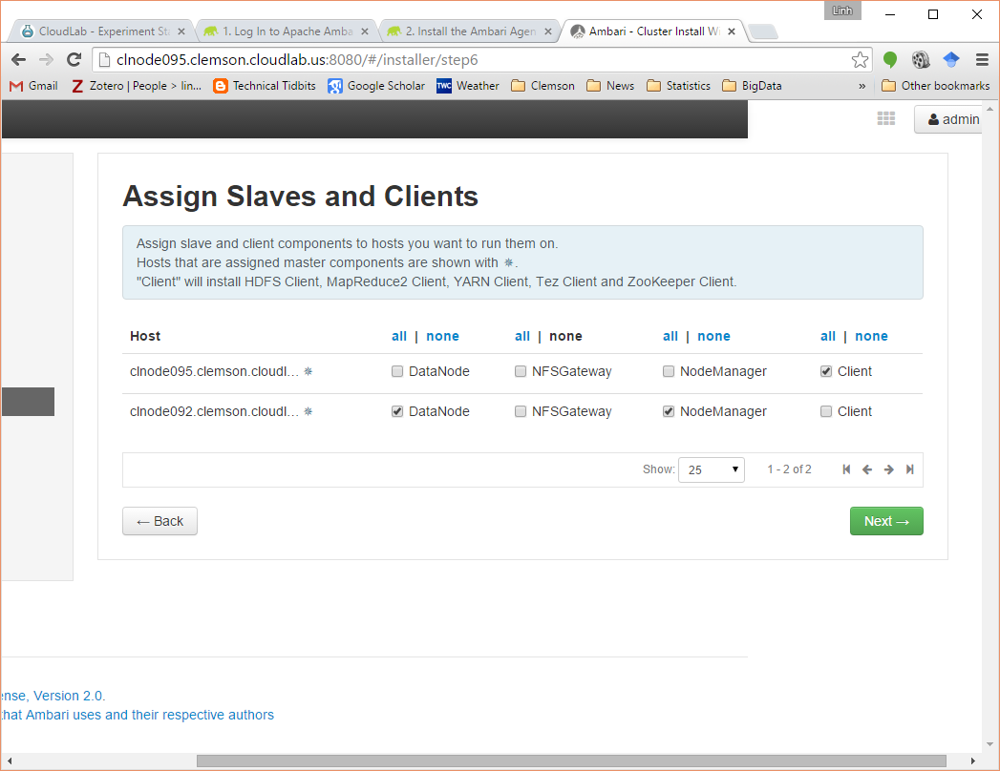 Linh
CloudLab - Experiment Sta
1. Log In to Apache Amba
2. Install the Ambari Agen
Ambari - Cluster Install W
clnode095.clemson.cloudlab.us:8080/#/installer/step6
Gmail
Zotero | People > lin...
Technical Tidbits
Google Scholar
TWC Weather
Clemson
News
Statistics
BigData
»
Other bookmarks
admin
Assign Slaves and Clients
Assign slave and client components to hosts you want to run them on.
Hosts that are assigned master components are shown with ✵.
"Client" will install HDFS Client, MapReduce2 Client, YARN Client, Tez Client and ZooKeeper Client.
Host all | none all | none all | none all | none
clnode095.clemson.cloudl... ✵ DataNode NFSGateway NodeManager Client
clnode092.clemson.cloudl... ✵ DataNode NFSGateway NodeManager Client
Show: 25 1 - 2 of 2
← Back
Next →
ense, Version 2.0.
that Ambari uses and their respective authors